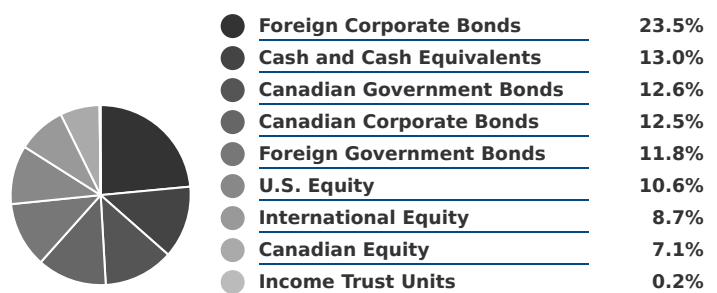 Foreign Corporate Bonds 23.5%
Cash and Cash Equivalents 13.0%
Canadian Government Bonds 12.6%
Canadian Corporate Bonds 12.5%
Foreign Government Bonds 11.8%
U.S. Equity 10.6%
International Equity 8.7%
Canadian Equity 7.1%
Income Trust Units 0.2%